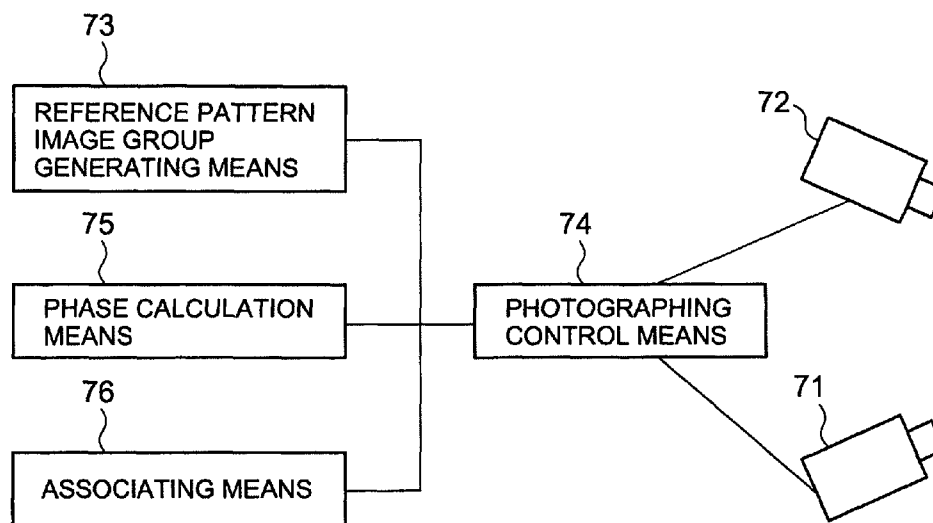 73
REFERENCE PATTERN
IMAGE GROUP
GENERATING MEANS
75
PHASE CALCULATION
MEANS
76
ASSOCIATING MEANS
74
PHOTOGRAPHING
CONTROL MEANS
72
71